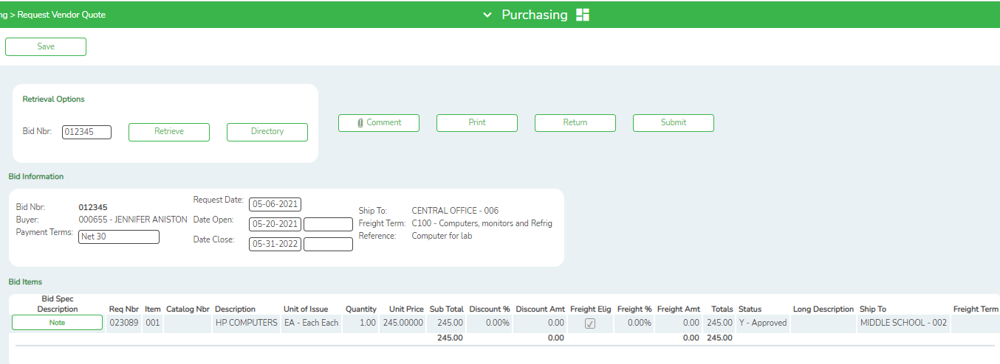 ng > Request Vendor Quote
Purchasing
Save
Retrieval Options
Bid Nbr: 012345 Retrieve Directory
Comment Print Return Submit
Bid Information
Bid Nbr: 012345
Buyer: 000655 - JENNIFER ANISTON
Payment Terms: Net 30
Request Date: 05-06-2021
Date Open: 05-20-2021
Date Close: 05-31-2022
Ship To: CENTRAL OFFICE - 006
Freight Term: C100 - Computers, monitors and Refrig
Reference: Computer for lab
Bid Items
Bid Spec
Description Req Nbr Item Catalog Nbr Description Unit of Issue Quantity Unit Price Sub Total Discount % Discount Amt Freight Elig Freight % Freight Amt Totals Status Long Description Ship To Freight Term
Note 023089 001 HP COMPUTERS EA - Each Each 1.00 245.00000 245.00 0.00% 0.00 0.00% 0.00 245.00 Y - Approved MIDDLE SCHOOL - 002
245.00 0.00 0.00 245.00